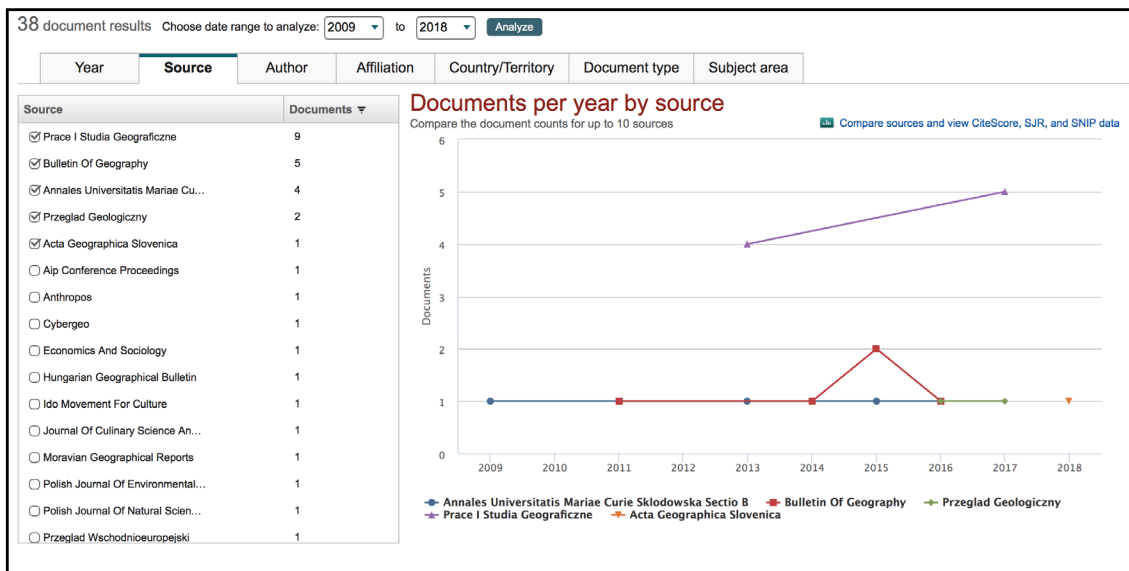 38 document results Choose date range to analyze: 2009 to 2018 Analyze
Year Source Author Affiliation Country/Territory Document type Subject area
Source Documents
Prace I Studia Geograficzne 9
Bulletin Of Geography 5
Annales Universitatis Mariae Cu... 4
Przeglad Geologiczny 2
Acta Geographica Slovenica 1
Aip Conference Proceedings 1
Anthropos 1
Cybergeo 1
Economics And Sociology 1
Hungarian Geographical Bulletin 1
Ido Movement For Culture 1
Journal Of Culinary Science An... 1
Moravian Geographical Reports 1
Polish Journal Of Environmental... 1
Polish Journal Of Natural Scien... 1
Przeglad Wschodnioeuropejski 1
Documents per year by source
Compare the document counts for up to 10 sources
Compare sources and view CiteScore, SJR, and SNIP data
Documents
6
5
4
3
2
1
0
2009 2010 2011 2012 2013 2014 2015 2016 2017 2018
Annales Universitatis Mariae Curie Sklodowska Sectio B Bulletin Of Geography Przeglad Geologiczny
Prace I Studia Geograficzne Acta Geographica Slovenica